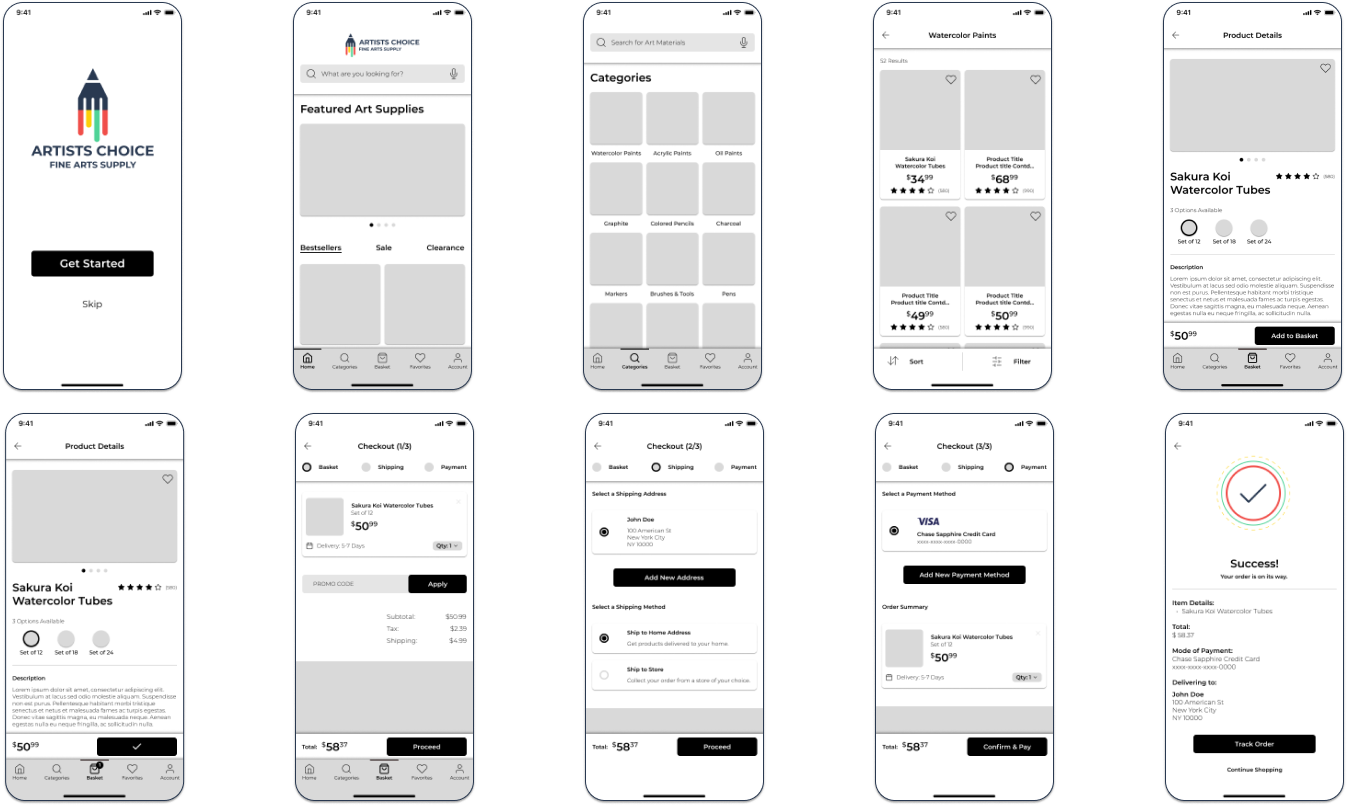 9:41
ARTISTS CHOICE
FINE ARTS SUPPLY
Get Started
Skip
9:41
ARTISTS CHOICE
FINE ARTS SUPPLY
What are you looking for?
Featured Art Supplies
Bestsellers Sale Clearance
Home Categories Basket Favorites Account
9:41
Search for Art Materials
Categories
Watercolor Paints Acrylic Paints Oil Paints
Graphite Colored Pencils Charcoal
Markers Brushes & Tools Pens
Home Categories Basket Favorites Account
9:41
Watercolor Paints
52 Results
Sakura Koi
Watercolor Tubes
$34.99
(580)
Product Title
Product title Contd...
$68.99
(990)
Product Title
Product title Contd...
$49.99
(580)
Product Title
Product title Contd...
$50.99
(990)
Sort Filter
9:41
Product Details
Sakura Koi
Watercolor Tubes
(580)
3 Options Available
Set of 12 Set of 18 Set of 24
Description
Lorem ipsum dolor sit amet, consectetur adipiscing elit.
Vestibulum at lacus sed odio molestie aliquam. Suspendisse
non est purus. Pellentesque habitant morbi tristique
senectus et netus et malesuada fames ac turpis egestas.
Donec vitae sagittis magna, eu malesuada purus. Aenean
egestas nulla eu neque fringilla, ac sollicitudin nulla.
$50.99 Add to Basket
Home Categories Basket Favorites Account
9:41
Product Details
Sakura Koi
Watercolor Tubes
(580)
3 Options Available
Set of 12 Set of 18 Set of 24
Description
Lorem ipsum dolor sit amet, consectetur adipiscing elit.
Vestibulum at lacus sed odio molestie aliquam. Suspendisse
non est purus. Pellentesque habitant morbi tristique
senectus et netus et malesuada fames ac turpis egestas.
Donec vitae sagittis magna, eu malesuada purus. Aenean
egestas nulla eu neque fringilla, ac sollicitudin nulla.
$50.99
Home Categories Basket Favorites Account
9:41
Checkout (1/3)
Basket Shipping Payment
Sakura Koi Watercolor Tubes
Set of 12
$50.99
Delivery: 5-7 Days Qty: 1
PROMO CODE Apply
Subtotal: $50.99
Tax: $2.39
Shipping: $4.99
Total: $58.37 Proceed
Home Categories Basket Favorites Account
9:41
Checkout (2/3)
Basket Shipping Payment
Select a Shipping Address
John Doe
100 American St
New York City
NY 10000
Add New Address
Select a Shipping Method
Ship to Home Address
Get products delivered to your home.
Ship to Store
Collect your order from a store of your choice.
Total: $58.37 Proceed
9:41
Checkout (3/3)
Basket Shipping Payment
Select a Payment Method
VISA
Chase Sapphire Credit Card
xxxx-xxxx-xxxx-0000
Add New Payment Method
Order Summary
Sakura Koi Watercolor Tubes
Set of 12
$50.99
Delivery: 5-7 Days Qty: 1
Total: $58.37 Confirm & Pay
9:41
Success!
Your order is on its way.
Item Details:
- Sakura Koi Watercolor Tubes
Total:
$ 58.37
Mode of Payment:
Chase Sapphire Credit Card
xxxx-xxxx-xxxx-0000
Delivering to:
John Doe
100 American St
New York City
NY 10000
Track Order
Continue Shopping